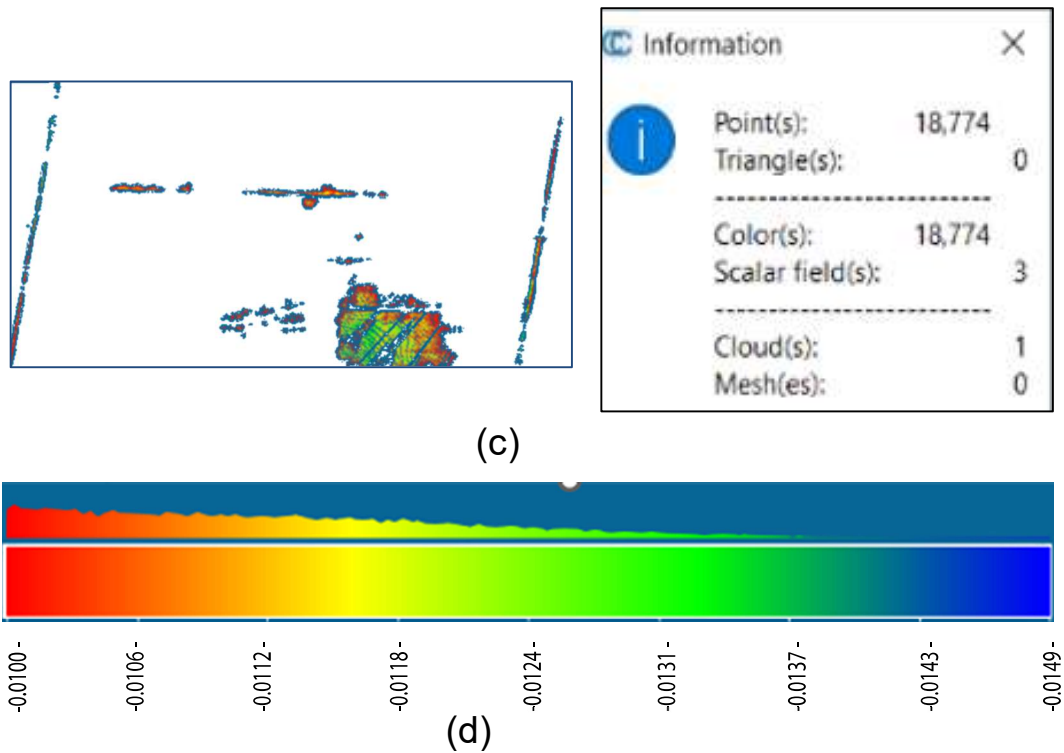 Information
Point(s): 18,774
Triangle(s): 0
---------------------------
Color(s): 18,774
Scalar field(s): 3
---------------------------
Cloud(s): 1
Mesh(es): 0
(c)
-0.0100 -
-0.0106 -
-0.0112 -
-0.0118 -
-0.0124 -
-0.0131 -
-0.0137 -
-0.0143 -
-0.0149 -
(d)